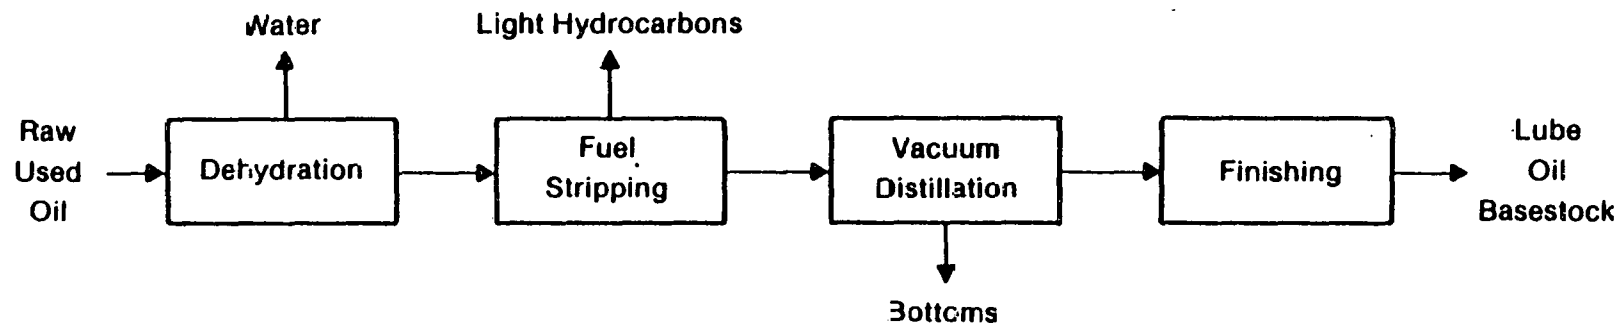 Water
Light Hydrocarbons
Raw
Used
Oil
Dehydration
Fuel
Stripping
Vacuum
Distillation
Finishing
Lube
Oil
Basestock
Bottoms